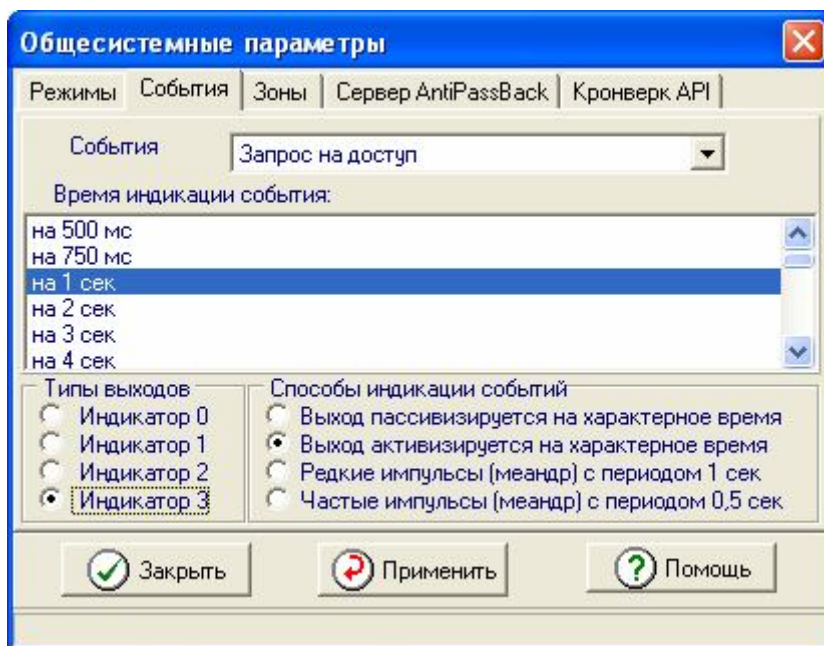 Общесистемные параметры
Режимы События Зоны Сервер AntiPassBack Кронверк API
События Запрос на доступ
Время индикации события:
на 500 мс
на 750 мс
на 1 сек
на 2 сек
на 3 сек
на 4 сек
Типы выходов
Индикатор 0
Индикатор 1
Индикатор 2
Индикатор 3
Способы индикации событий
Выход пассивизируется на характерное время
Выход активизируется на характерное время
Редкие импульсы (меандр) с периодом 1 сек
Частые импульсы (меандр) с периодом 0,5 сек
Закрыть Применить Помощь